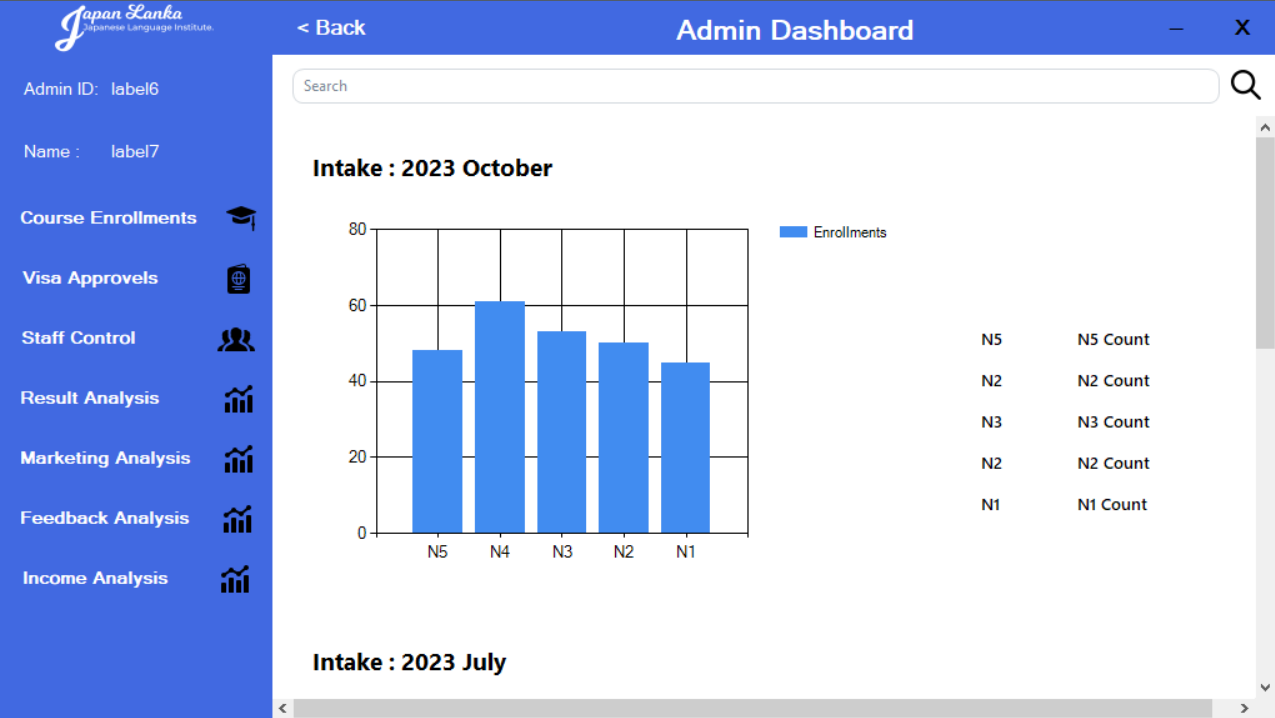 Japan Lanka
Japanese Language Institute.
< Back
Admin Dashboard
– X
Admin ID: label6
Name : label7
Course Enrollments
Visa Approvels
Staff Control
Result Analysis
Marketing Analysis
Feedback Analysis
Income Analysis
Search
Intake : 2023 October
80
60
40
20
0
N5 N4 N3 N2 N1
Enrollments
N5 N5 Count
N2 N2 Count
N3 N3 Count
N2 N2 Count
N1 N1 Count
Intake : 2023 July